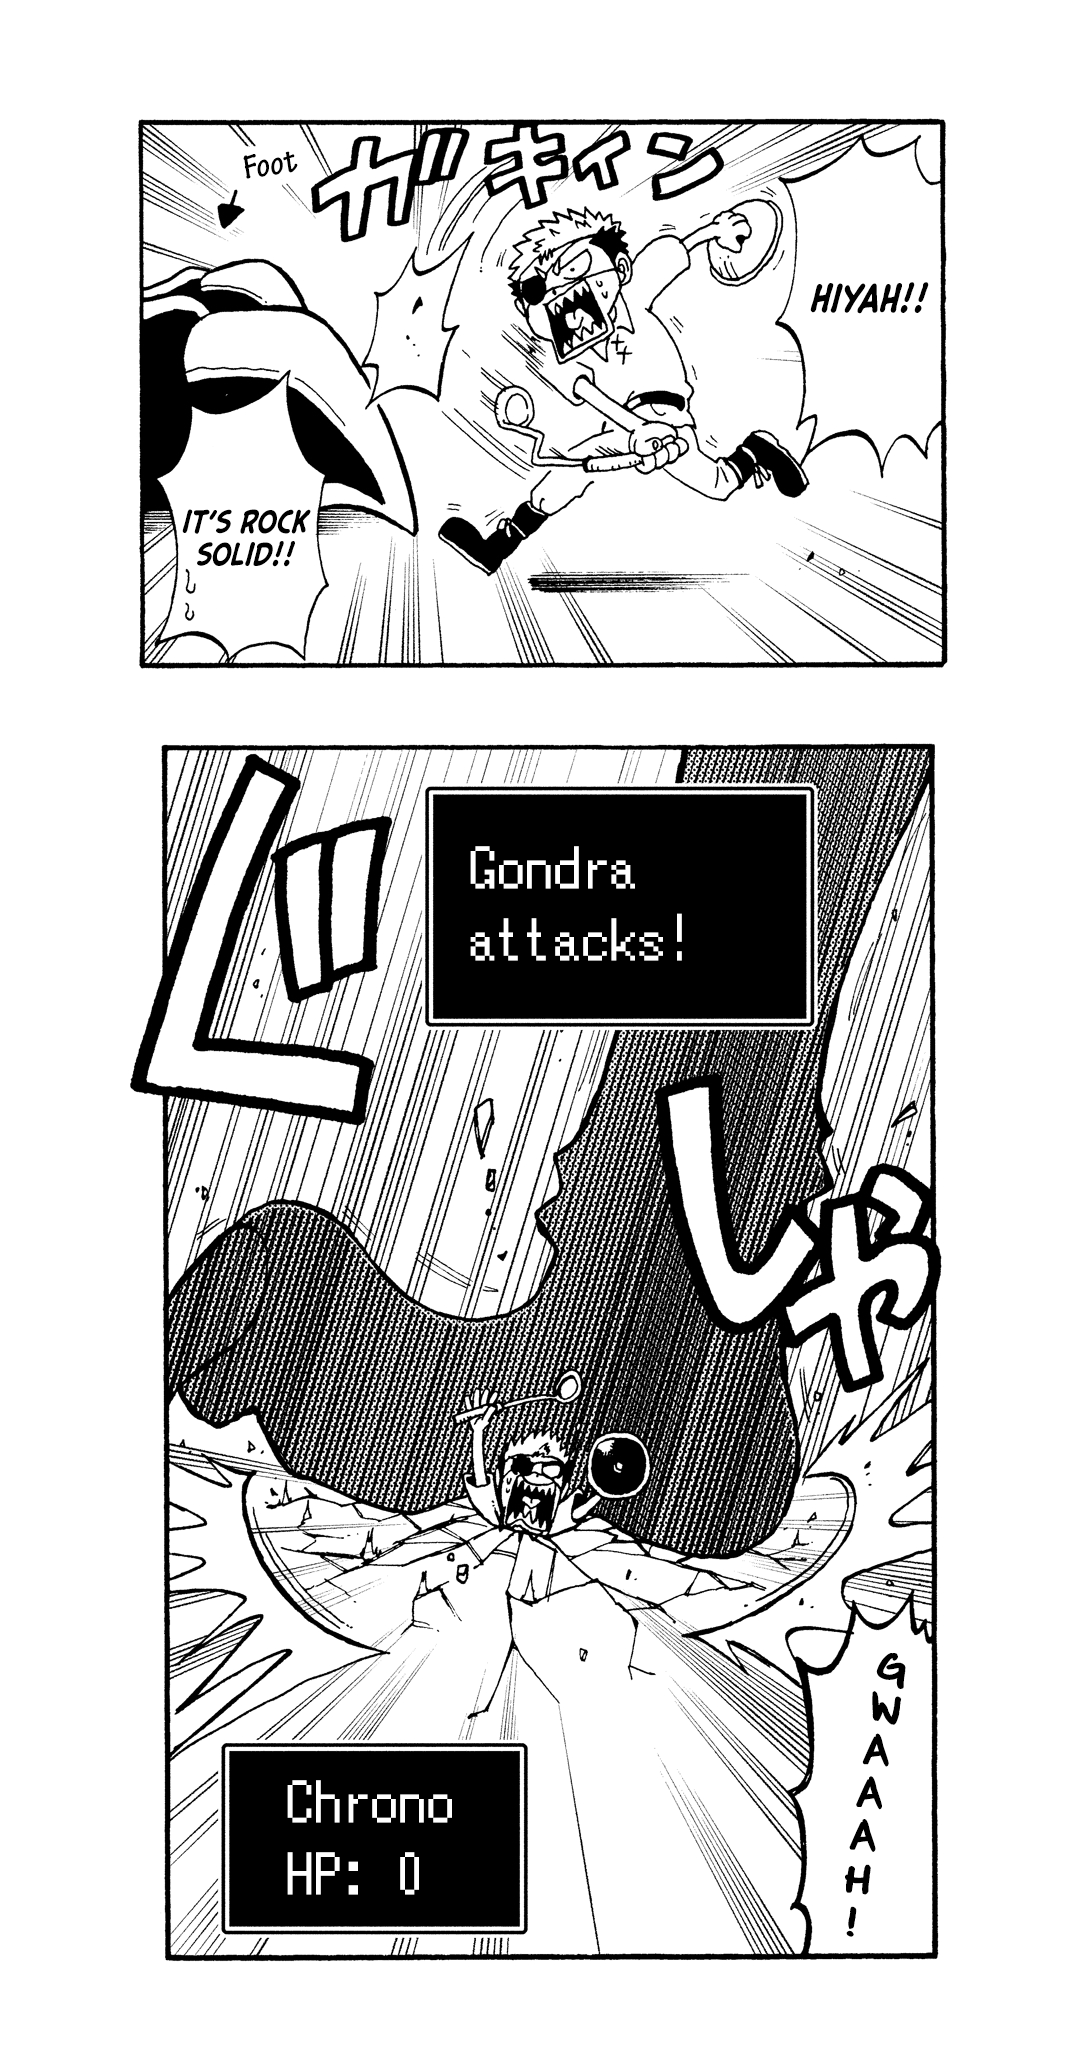 Foot
ガキィン
HIYAH!!
IT'S ROCK
SOLID!!
Gondra
attacks!
ど
しゃ
GWAAAAH!
Chrono
HP: 0